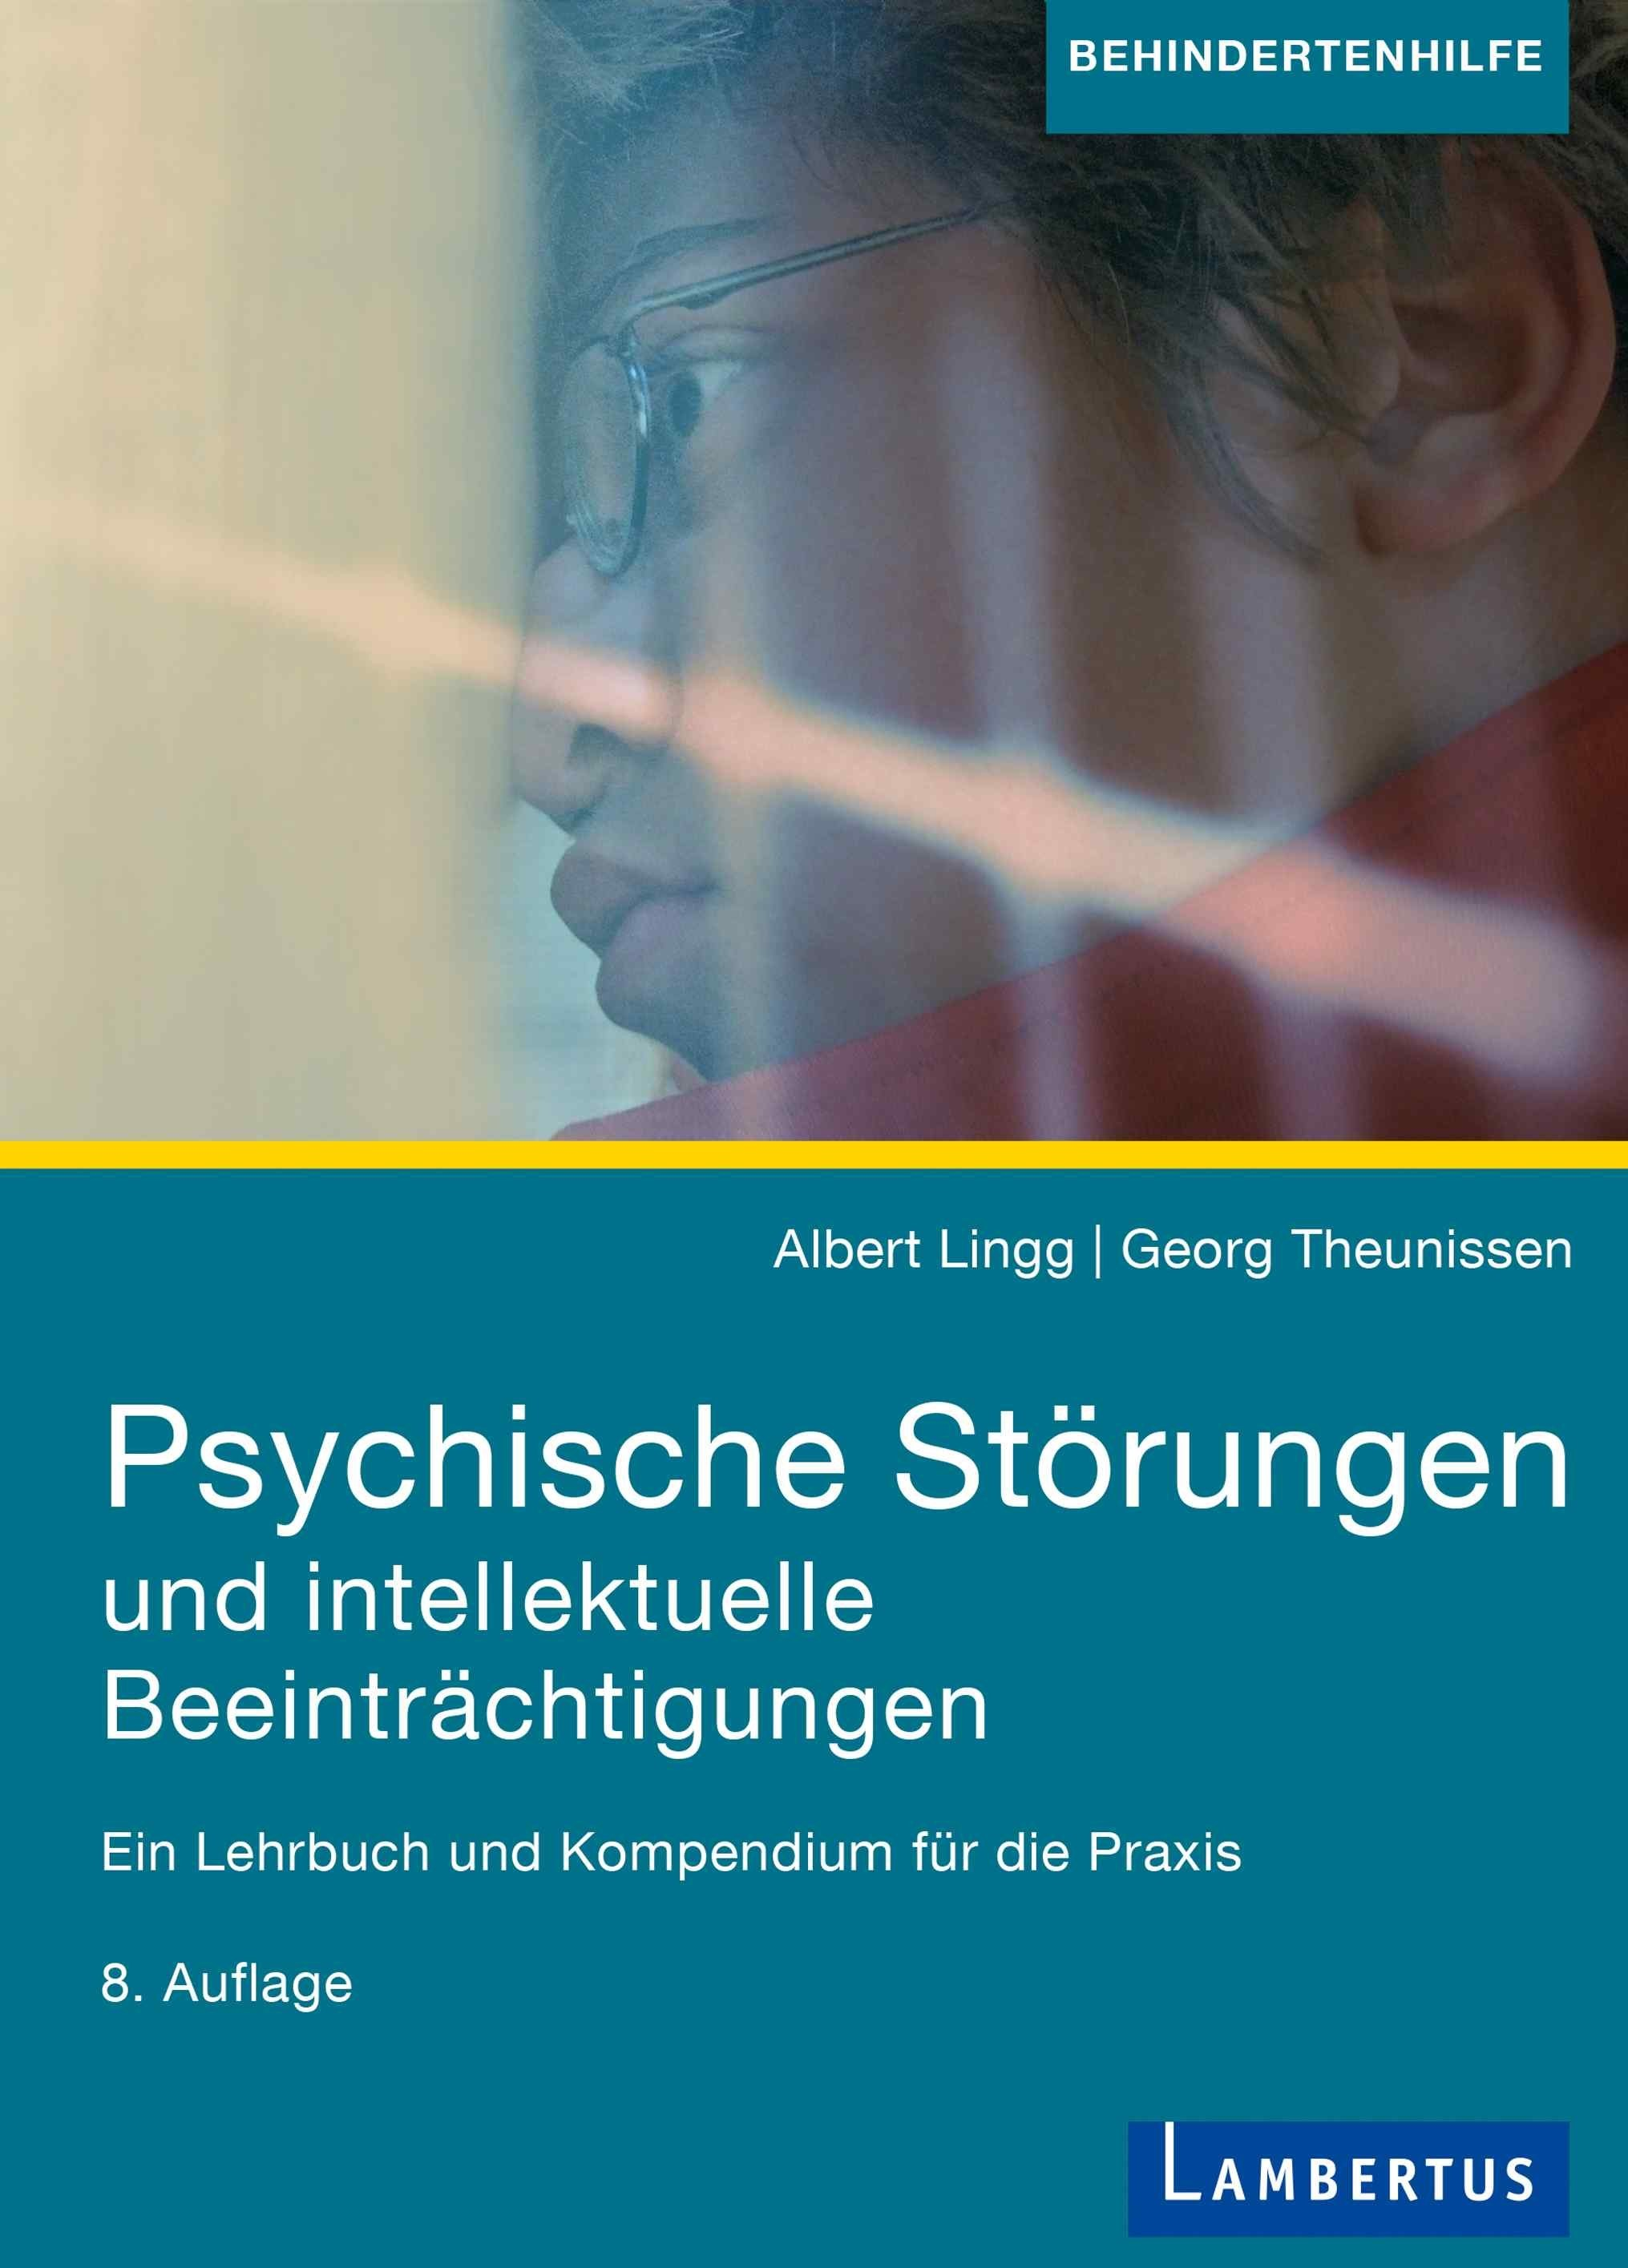 BEHINDERTENHILFE
Albert Lingg | Georg Theunissen
Psychische Störungen
und intellektuelle
Beeinträchtigungen
Ein Lehrbuch und Kompendium für die Praxis
8. Auflage
LAMBERTUS